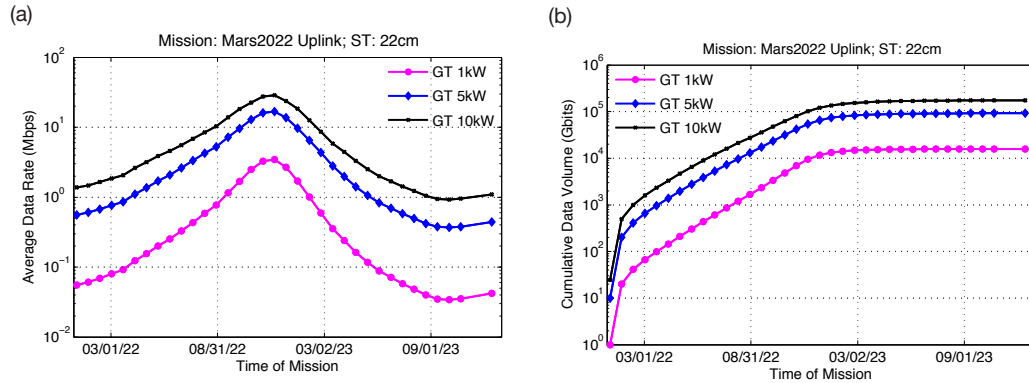 (a)
Mission: Mars2022 Uplink; ST: 22cm
Average Data Rate (Mbps)
10^2
10^1
10^0
10^-1
10^-2
GT 1kW
GT 5kW
GT 10kW
03/01/22 08/31/22 03/02/23 09/01/23
Time of Mission
(b)
Mission: Mars2022 Uplink; ST: 22cm
Cumulative Data Volume (Gbits)
10^6
10^5
10^4
10^3
10^2
10^1
10^0
GT 1kW
GT 5kW
GT 10kW
03/01/22 08/31/22 03/02/23 09/01/23
Time of Mission